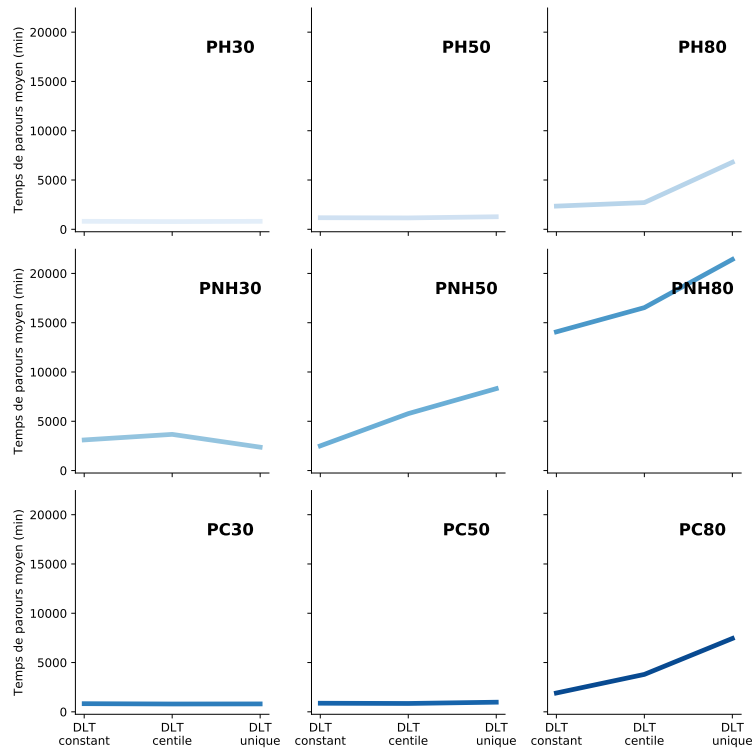 Temps de parours moyen (min)
20000
15000
10000
5000
0
PH30
PH50
PH80
Temps de parours moyen (min)
20000
15000
10000
5000
0
PNH30
PNH50
PNH80
Temps de parours moyen (min)
20000
15000
10000
5000
0
PC30
PC50
PC80
DLT
constant
DLT
centile
DLT
unique
DLT
constant
DLT
centile
DLT
unique
DLT
constant
DLT
centile
DLT
unique